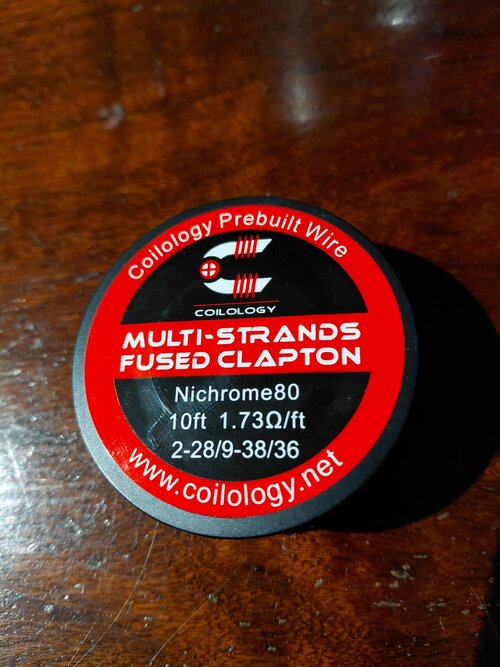 Coilology Prebuilt Wire
COILOLOGY
MULTI-STRANDS
FUSED CLAPTON
Nichrome80
10ft 1.73Ω/ft
2-28/9-38/36
www.coilology.net